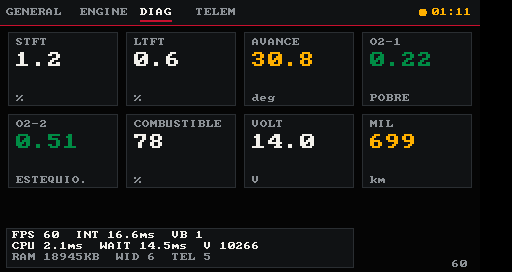 GENERAL ENGINE DIAG TELEM 01:11
STFT LTFT AVANCE O2-1
1.2 0.6 30.8 0.22
% % deg POBRE
O2-2 COMBUSTIBLE VOLT MIL
0.51 78 14.0 699
ESTEQUIO. % V km
FPS 60 INT 16.6ms VB 1
CPU 2.1ms WAIT 14.5ms V 10266
RAM 18945KB WID 6 TEL 5
60